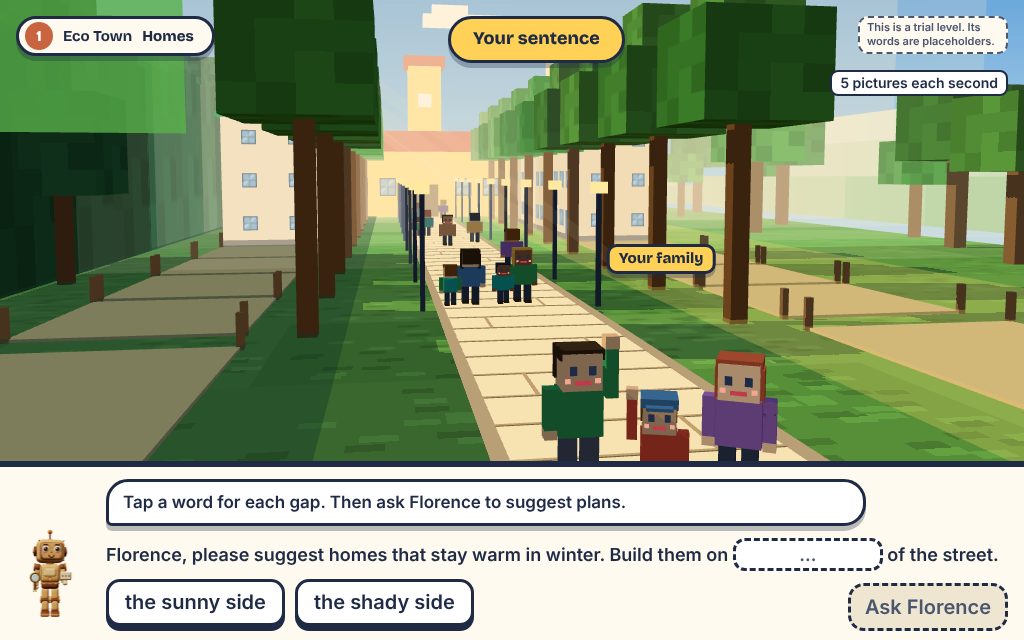 1 Eco Town Homes
Your sentence
This is a trial level. Its
words are placeholders.
5 pictures each second
Your family
Tap a word for each gap. Then ask Florence to suggest plans.
Florence, please suggest homes that stay warm in winter. Build them on ... of the street.
the sunny side
the shady side
Ask Florence